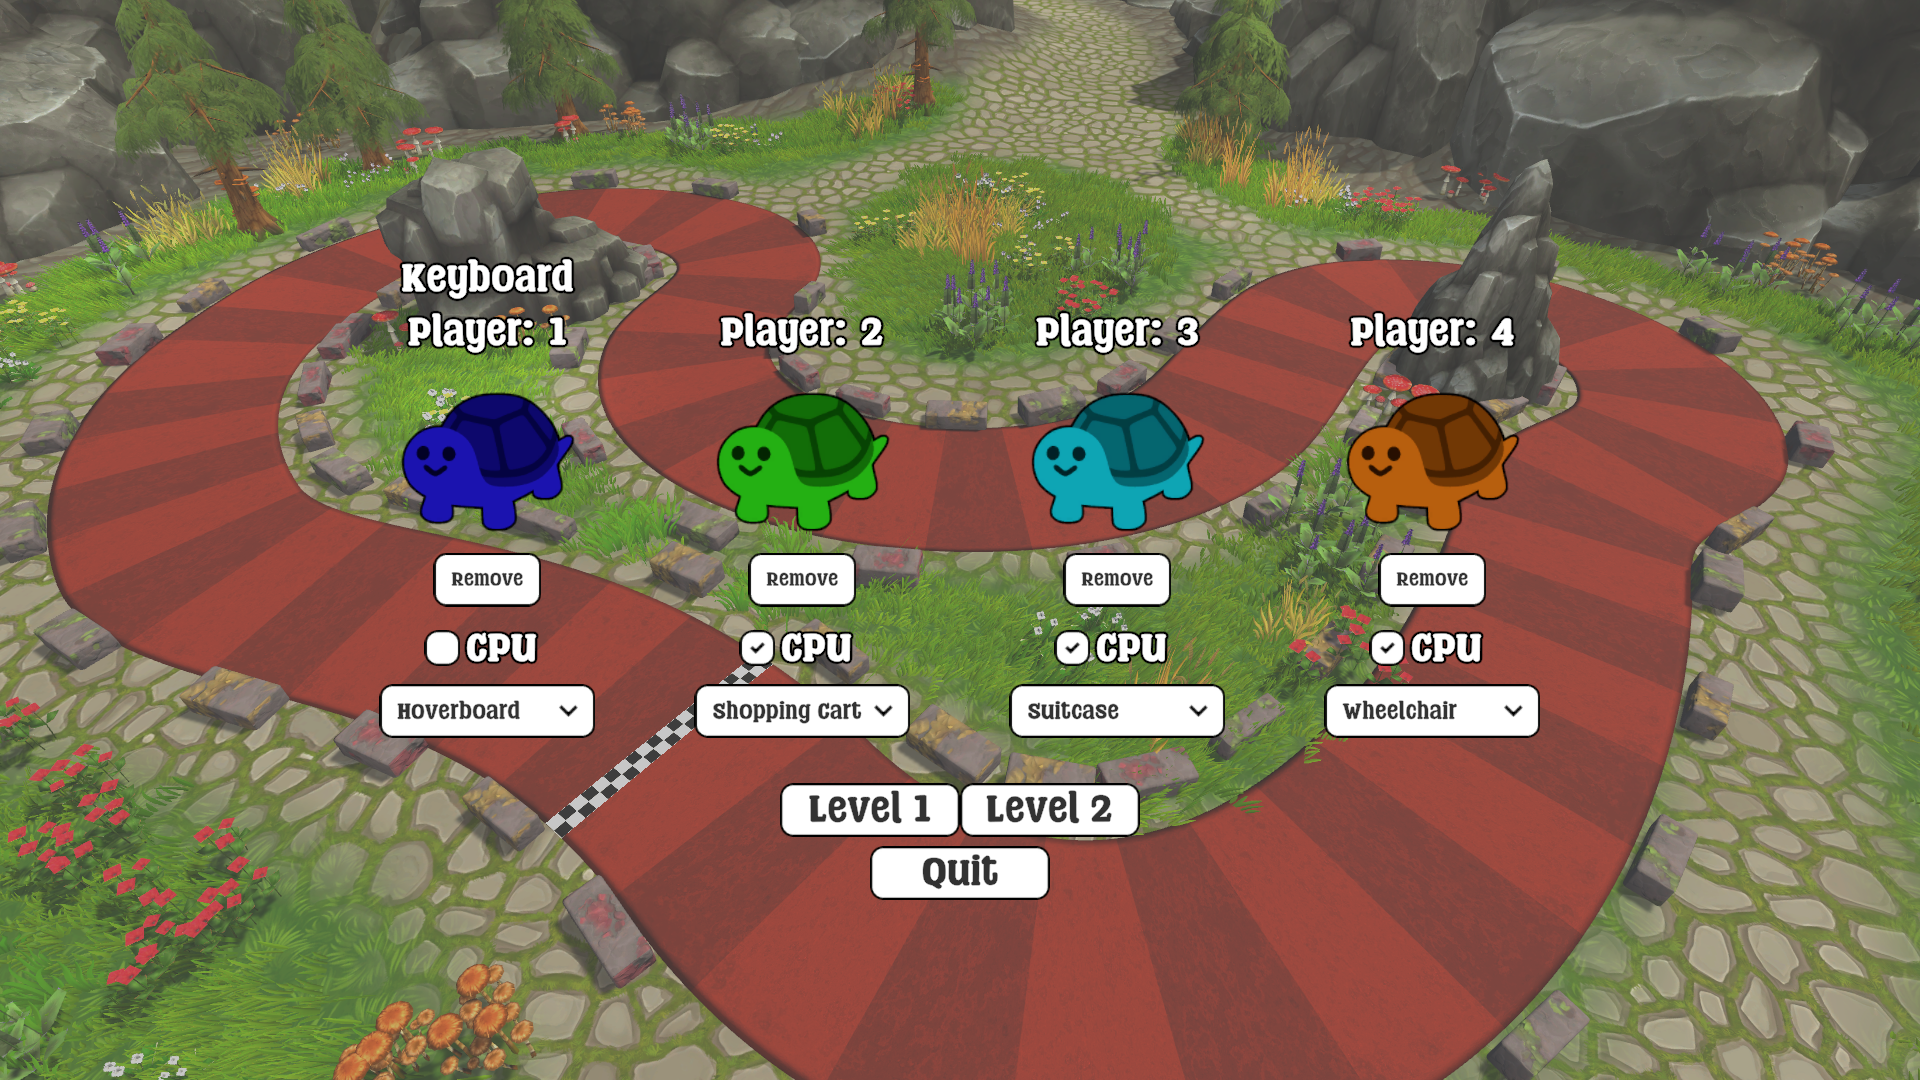 Keyboard
Player: 1
Player: 2
Player: 3
Player: 4
Remove
Remove
Remove
Remove
CPU
CPU
CPU
CPU
Hoverboard
Shopping Cart
Suitcase
Wheelchair
Level 1
Level 2
Quit